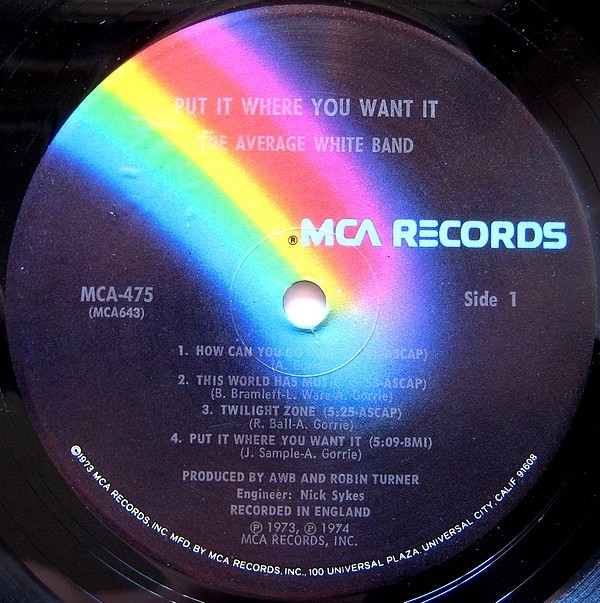 PUT IT WHERE YOU WANT IT
THE AVERAGE WHITE BAND
® MCA RECORDS
MCA-475
(MCA643)
Side 1
1. HOW CAN YOU GO ASCAP)
(A.
2. THIS WORLD HAS MUSIC ( :53-ASCAP)
(B. Bramlett-L. Ware-A. Gorrie)
3. TWILIGHT ZONE (5:25-ASCAP)
(R. Ball-A. Gorrie)
4. PUT IT WHERE YOU WANT IT (5:09-BMI)
(J. Sample-A. Gorrie)
PRODUCED BY AWB AND ROBIN TURNER
Engineer: Nick Sykes
RECORDED IN ENGLAND
℗ 1973, ℗ 1974
MCA RECORDS, INC.
©1973 MCA RECORDS, INC. MFD. BY MCA RECORDS, INC., 100 UNIVERSAL PLAZA, UNIVERSAL CITY, CALIF. 91608